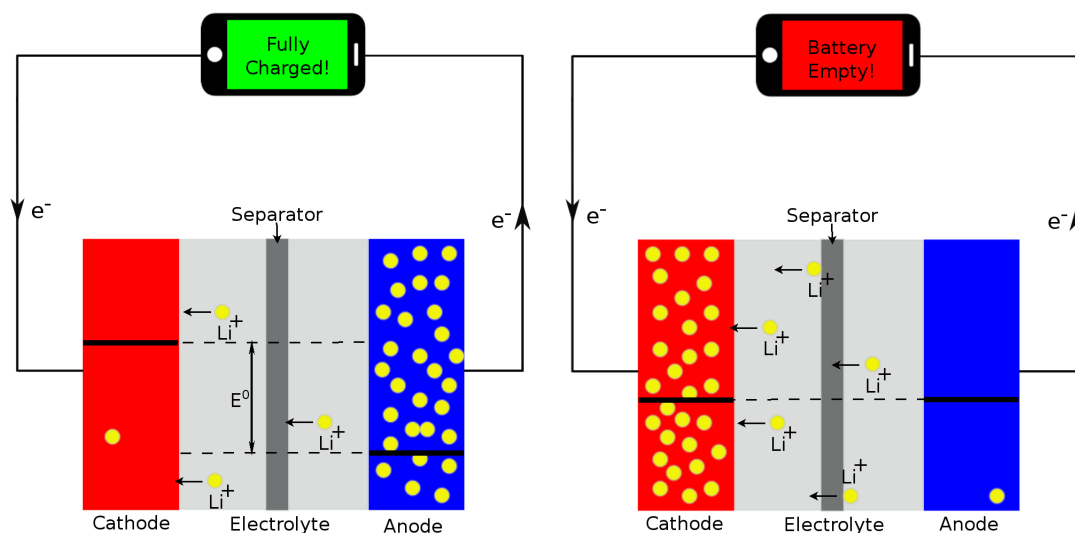 Fully
Charged!
e⁻
e⁻
Separator
Li⁺
E⁰
Li⁺
Li⁺
Cathode
Electrolyte
Anode
Battery
Empty!
e⁻
e⁻
Separator
Li⁺
Li⁺
Li⁺
Li⁺
Li⁺
Cathode
Electrolyte
Anode